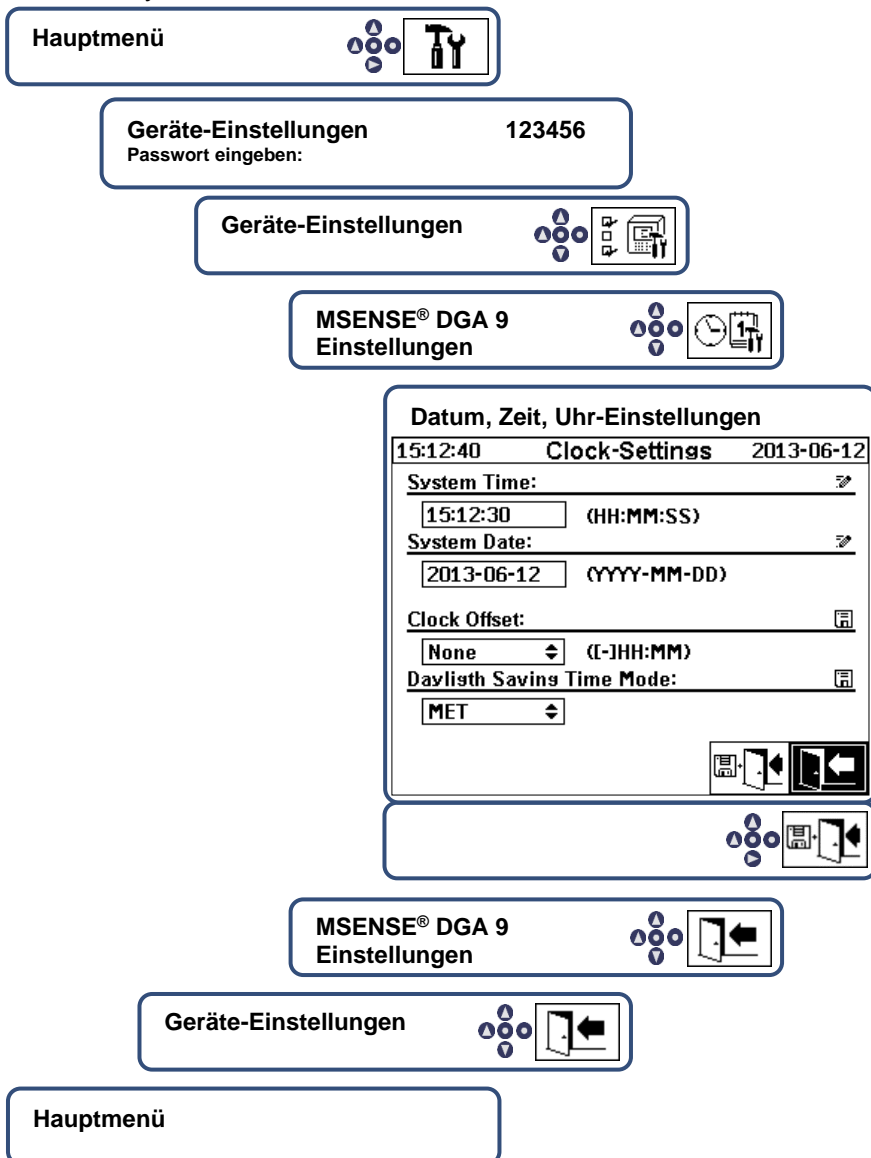 Hauptmenü
Geräte-Einstellungen 123456
Passwort eingeben:
Geräte-Einstellungen
MSENSE® DGA 9
Einstellungen
Datum, Zeit, Uhr-Einstellungen
15:12:40 Clock-Settings 2013-06-12
System Time:
15:12:30 (HH:MM:SS)
System Date:
2013-06-12 (YYYY-MM-DD)
Clock Offset:
None ([-]HH:MM)
Dayligth Saving Time Mode:
MET
MSENSE® DGA 9
Einstellungen
Geräte-Einstellungen
Hauptmenü